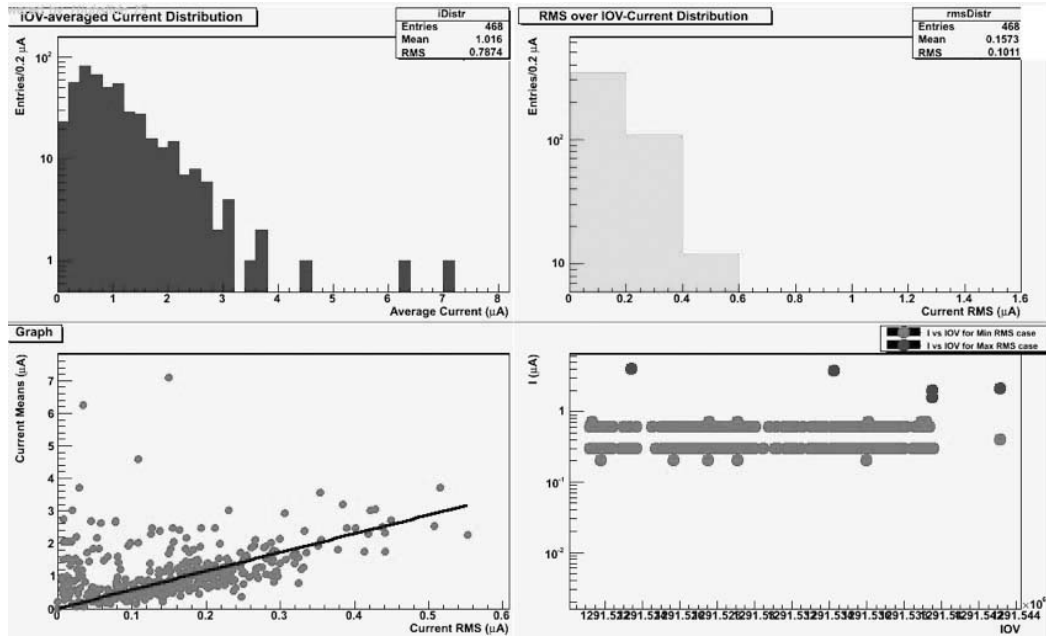 IOV-averaged Current Distribution
iDistr
Entries 468
Mean 1.016
RMS 0.7874
Entries/0.2 μA
10²
10
1
0 1 2 3 4 5 6 7 8
Average Current (μA)
RMS over IOV-Current Distribution
rmsDistr
Entries 468
Mean 0.1573
RMS 0.1011
Entries/0.2 μA
10²
10
0 0.2 0.4 0.6 0.8 1 1.2 1.4 1.6
Current RMS (μA)
Graph
Current Means (μA)
7
6
5
4
3
2
1
0
0.0 0.1 0.2 0.3 0.4 0.5 0.6
Current RMS (μA)
I vs IOV for Min RMS case
I vs IOV for Max RMS case
I (μA)
1
10⁻¹
10⁻²
IOV